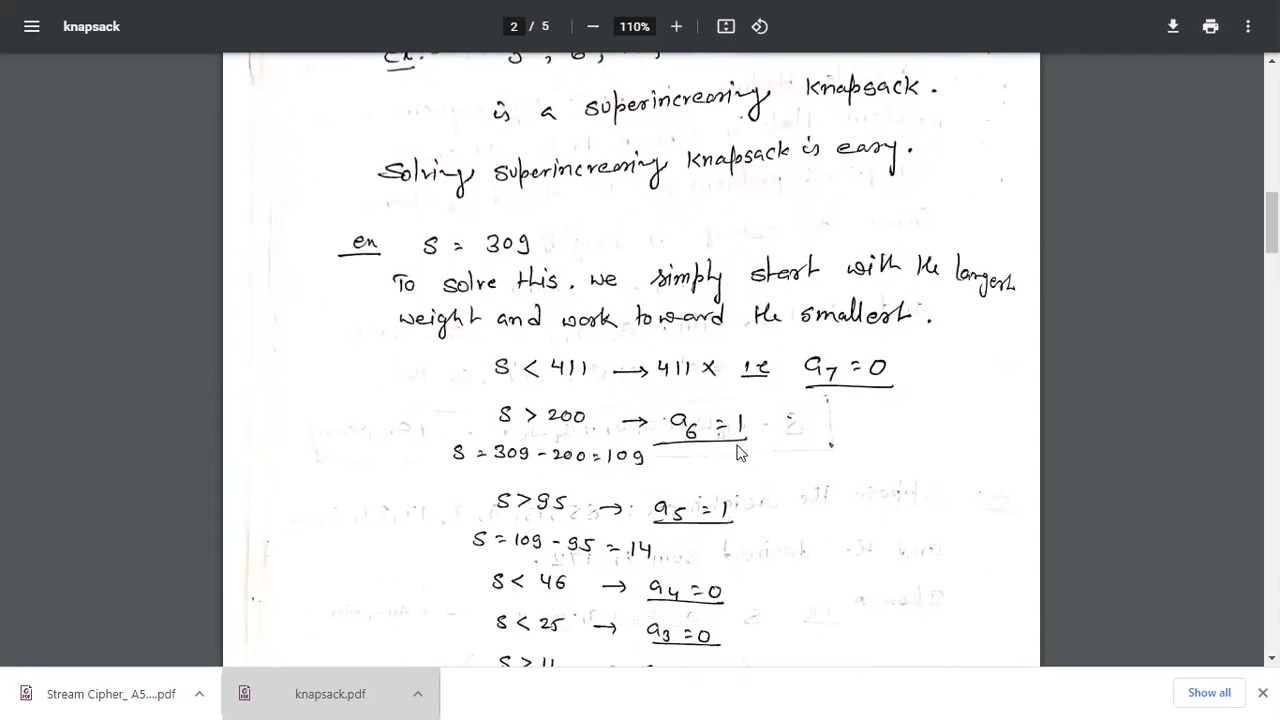 knapsack
2 / 5
110%
Ex.
is a superincreasing knapsack.
Solving superincreasing knapsack is easy.
ex S = 309
To solve this. we simply start with the largest
weight and work toward the smallest.
S < 411 → 411 × ie a7 = 0
S > 200 → a6 = 1
S = 309 - 200 = 109
S > 95 → a5 = 1
S = 109 - 95 = 14
S < 46 → a4 = 0
S < 25 → a3 = 0
S > 11
Stream Cipher_ A5....pdf
knapsack.pdf
Show all